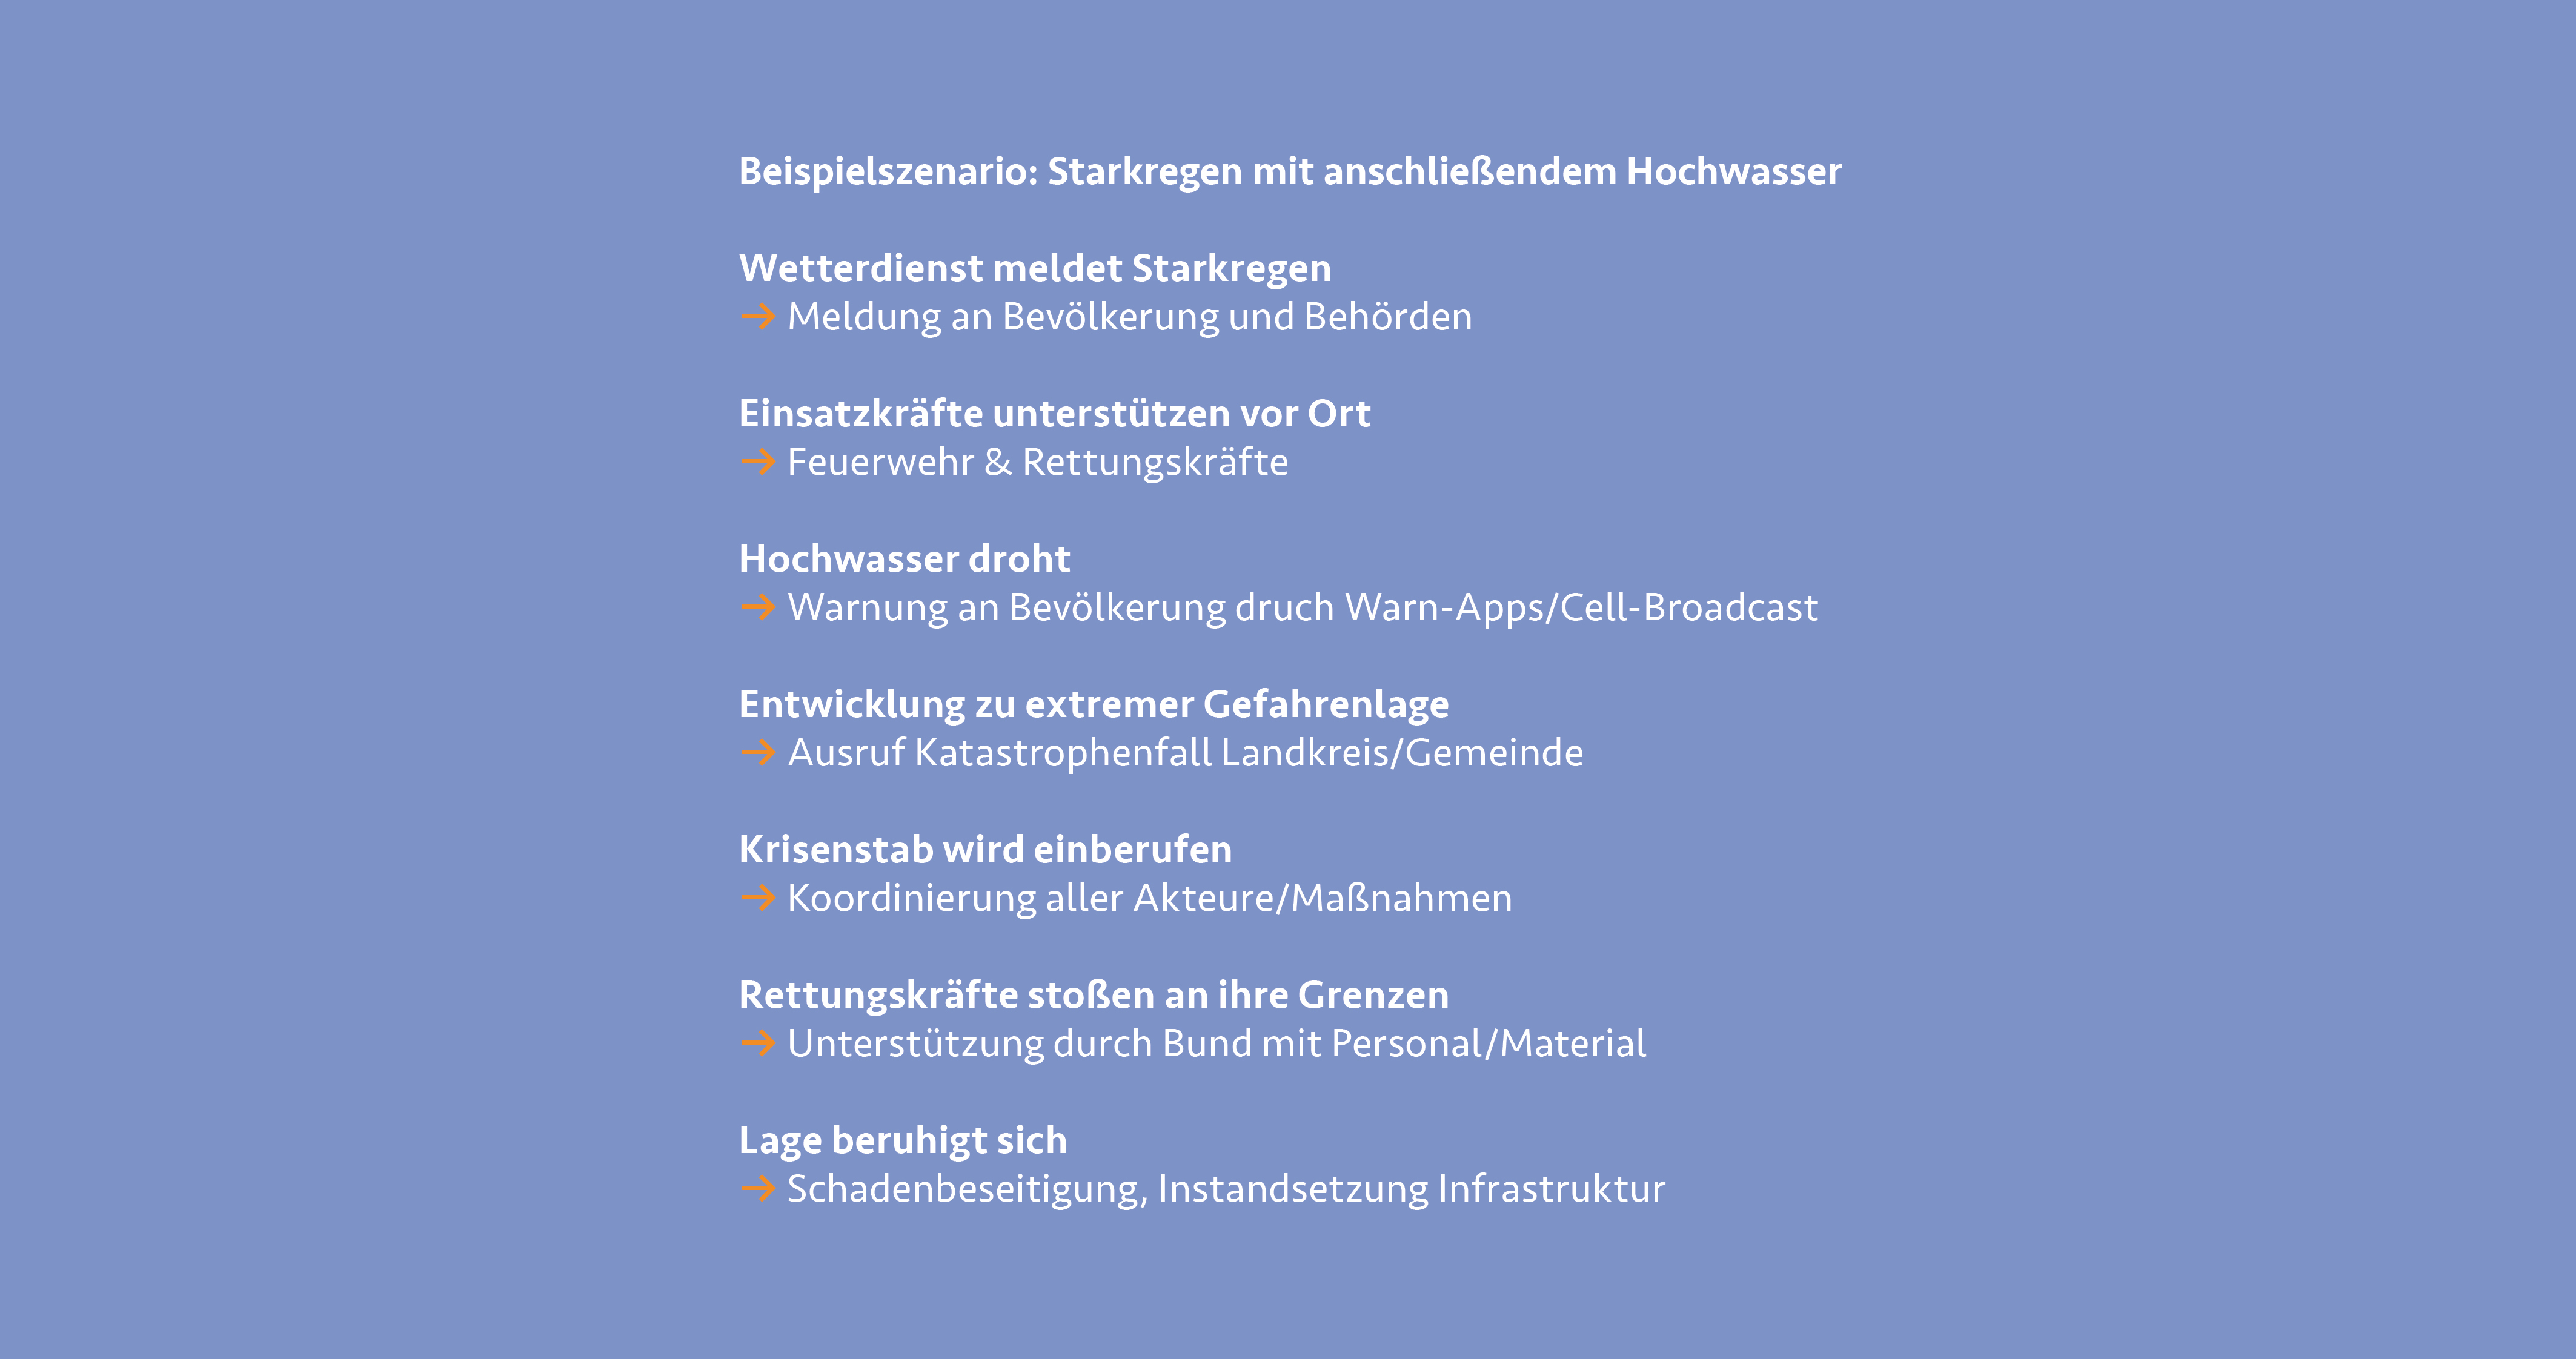 Beispielszenario: Starkregen mit anschließendem Hochwasser
Wetterdienst meldet Starkregen
→ Meldung an Bevölkerung und Behörden
Einsatzkräfte unterstützen vor Ort
→ Feuerwehr & Rettungskräfte
Hochwasser droht
→ Warnung an Bevölkerung druch Warn-Apps/Cell-Broadcast
Entwicklung zu extremer Gefahrenlage
→ Ausruf Katastrophenfall Landkreis/Gemeinde
Krisenstab wird einberufen
→ Koordinierung aller Akteure/Maßnahmen
Rettungskräfte stoßen an ihre Grenzen
→ Unterstützung durch Bund mit Personal/Material
Lage beruhigt sich
→ Schadenbeseitigung, Instandsetzung Infrastruktur